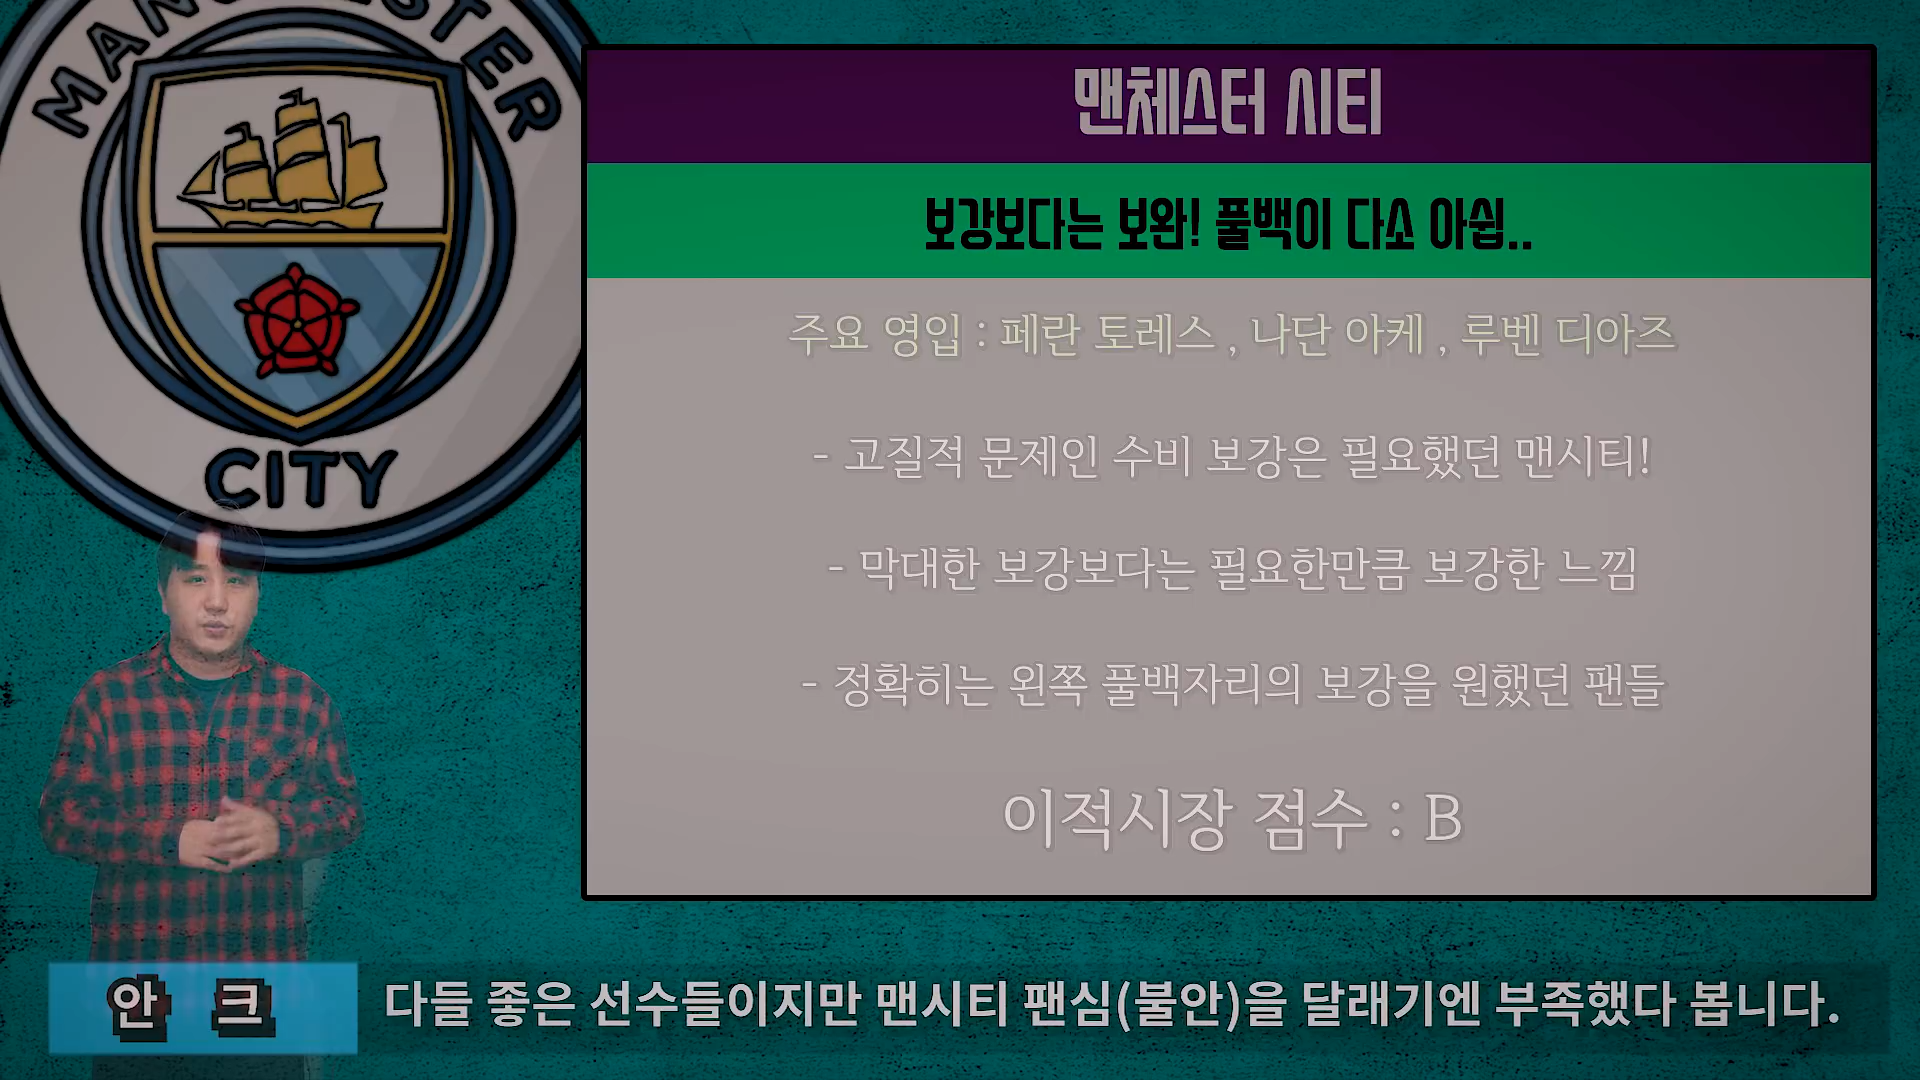 MANCHESTER
CITY
맨체스터 시티
보강보다는 보완! 풀백이 다소 아쉽..
주요 영입 : 페란 토레스 , 나단 아케 , 루벤 디아즈
- 고질적 문제인 수비 보강은 필요했던 맨시티!
- 막대한 보강보다는 필요한만큼 보강한 느낌
- 정확히는 왼쪽 풀백자리의 보강을 원했던 팬들
이적시장 점수 : B
안 크
다들 좋은 선수들이지만 맨시티 팬심(불안)을 달래기엔 부족했다 봅니다.